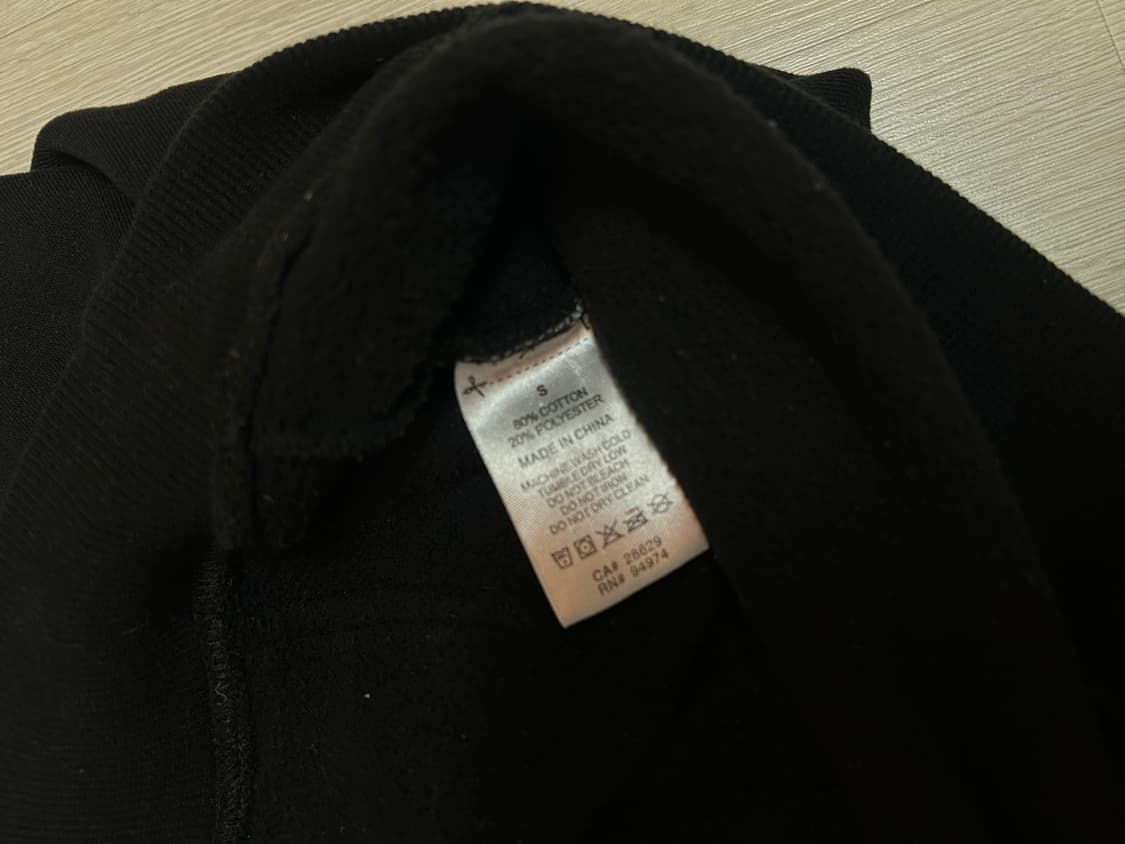 S
80% COTTON
20% POLYESTER
MADE IN CHINA
MACHINE WASH COLD
TUMBLE DRY LOW
DO NOT BLEACH
DO NOT IRON
DO NOT DRY CLEAN
CA# 28629
RN# 94974